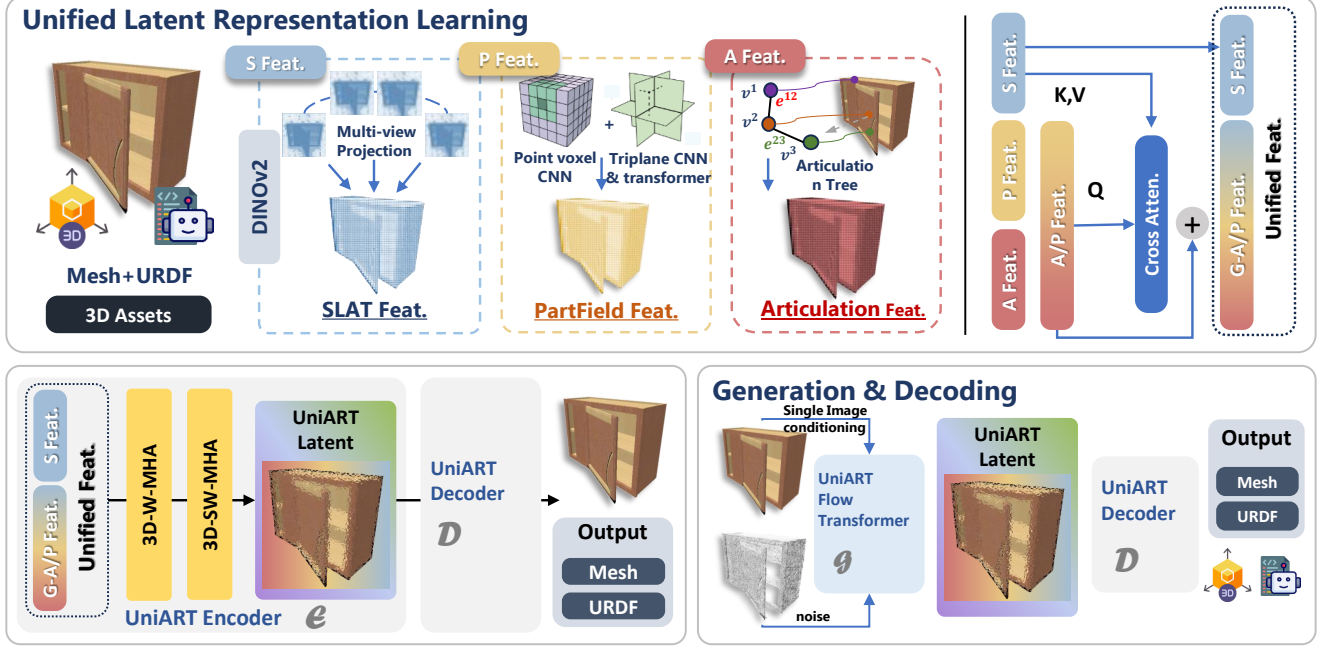 Unified Latent Representation Learning
S Feat.
P Feat.
A Feat.
DINOv2
Multi-view
Projection
SLAT Feat.
Point voxel
CNN
+
Triplane CNN
& transformer
PartField Feat.
v¹
e¹²
v²
e²³
v³
Articulatio
n Tree
Articulation Feat.
3D
Mesh+URDF
3D Assets
S Feat.
P Feat.
A Feat.
A/P Feat.
K,V
Q
Cross Atten.
+
S Feat.
G-A/P Feat.
Unified Feat.
S Feat.
G-A/P Feat.
Unified Feat.
3D-W-MHA
3D-SW-MHA
UniART
Latent
UniART Encoder
ℰ
UniART
Decoder
𝒟
Output
Mesh
URDF
Generation & Decoding
Single Image
conditioning
noise
UniART
Flow
Transformer
𝒢
UniART
Latent
UniART
Decoder
𝒟
Output
Mesh
URDF
3D